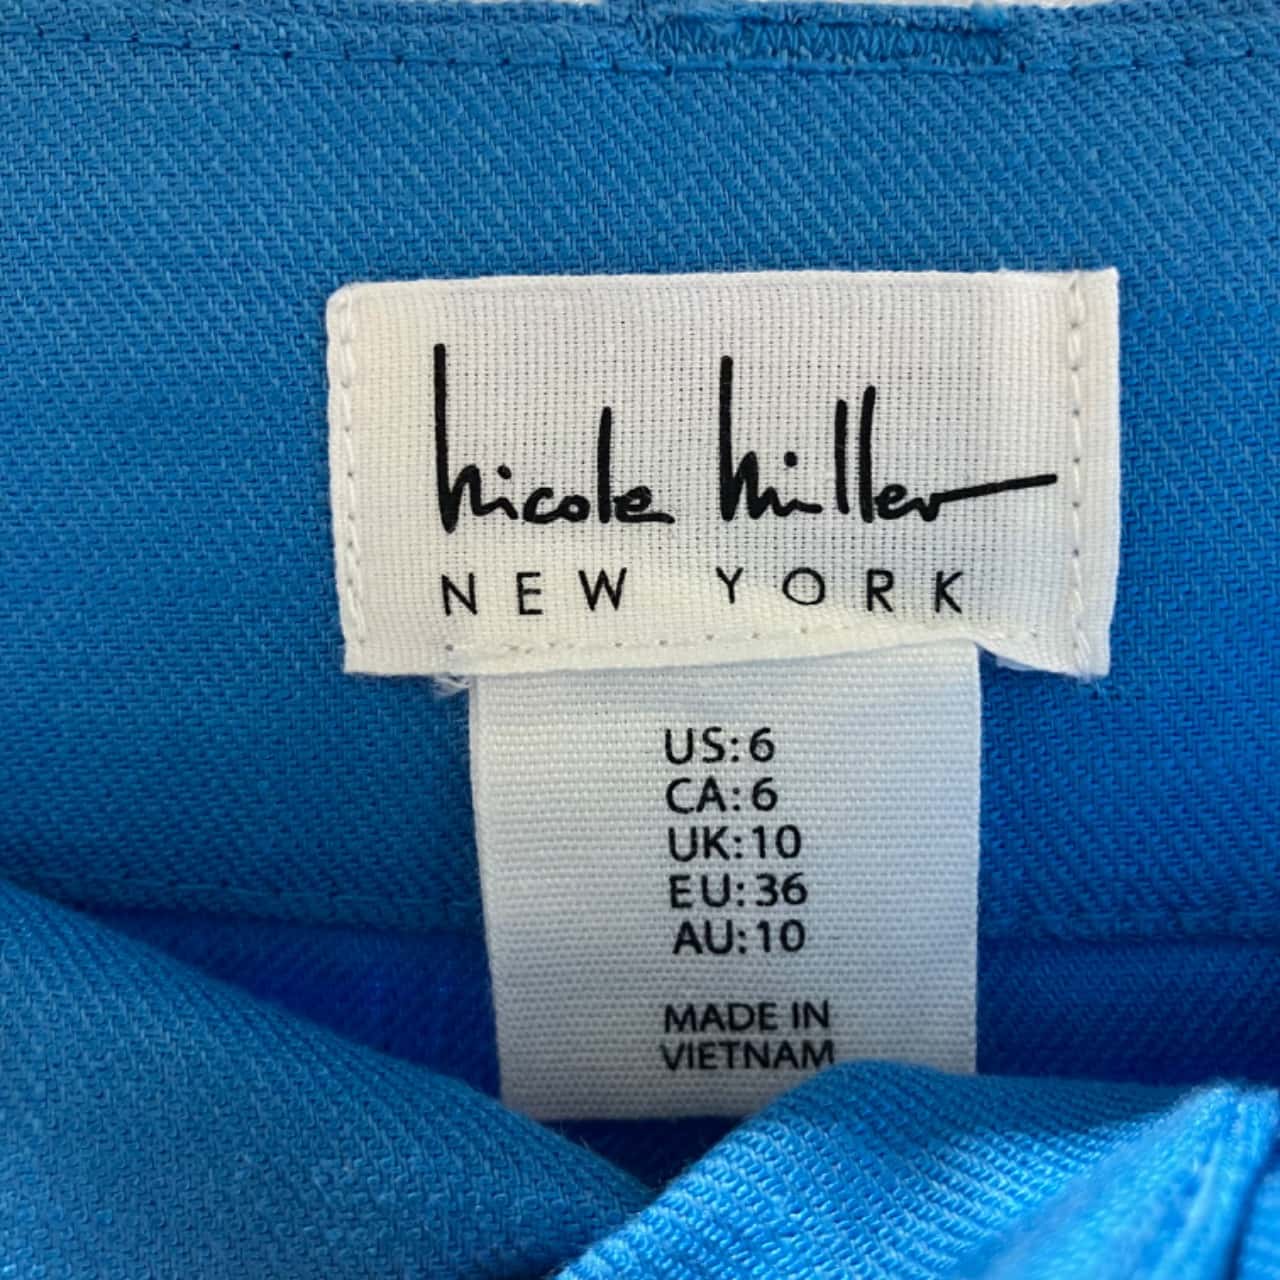 nicole miller
NEW YORK
US:6
CA:6
UK:10
EU:36
AU:10
MADE IN
VIETNAM